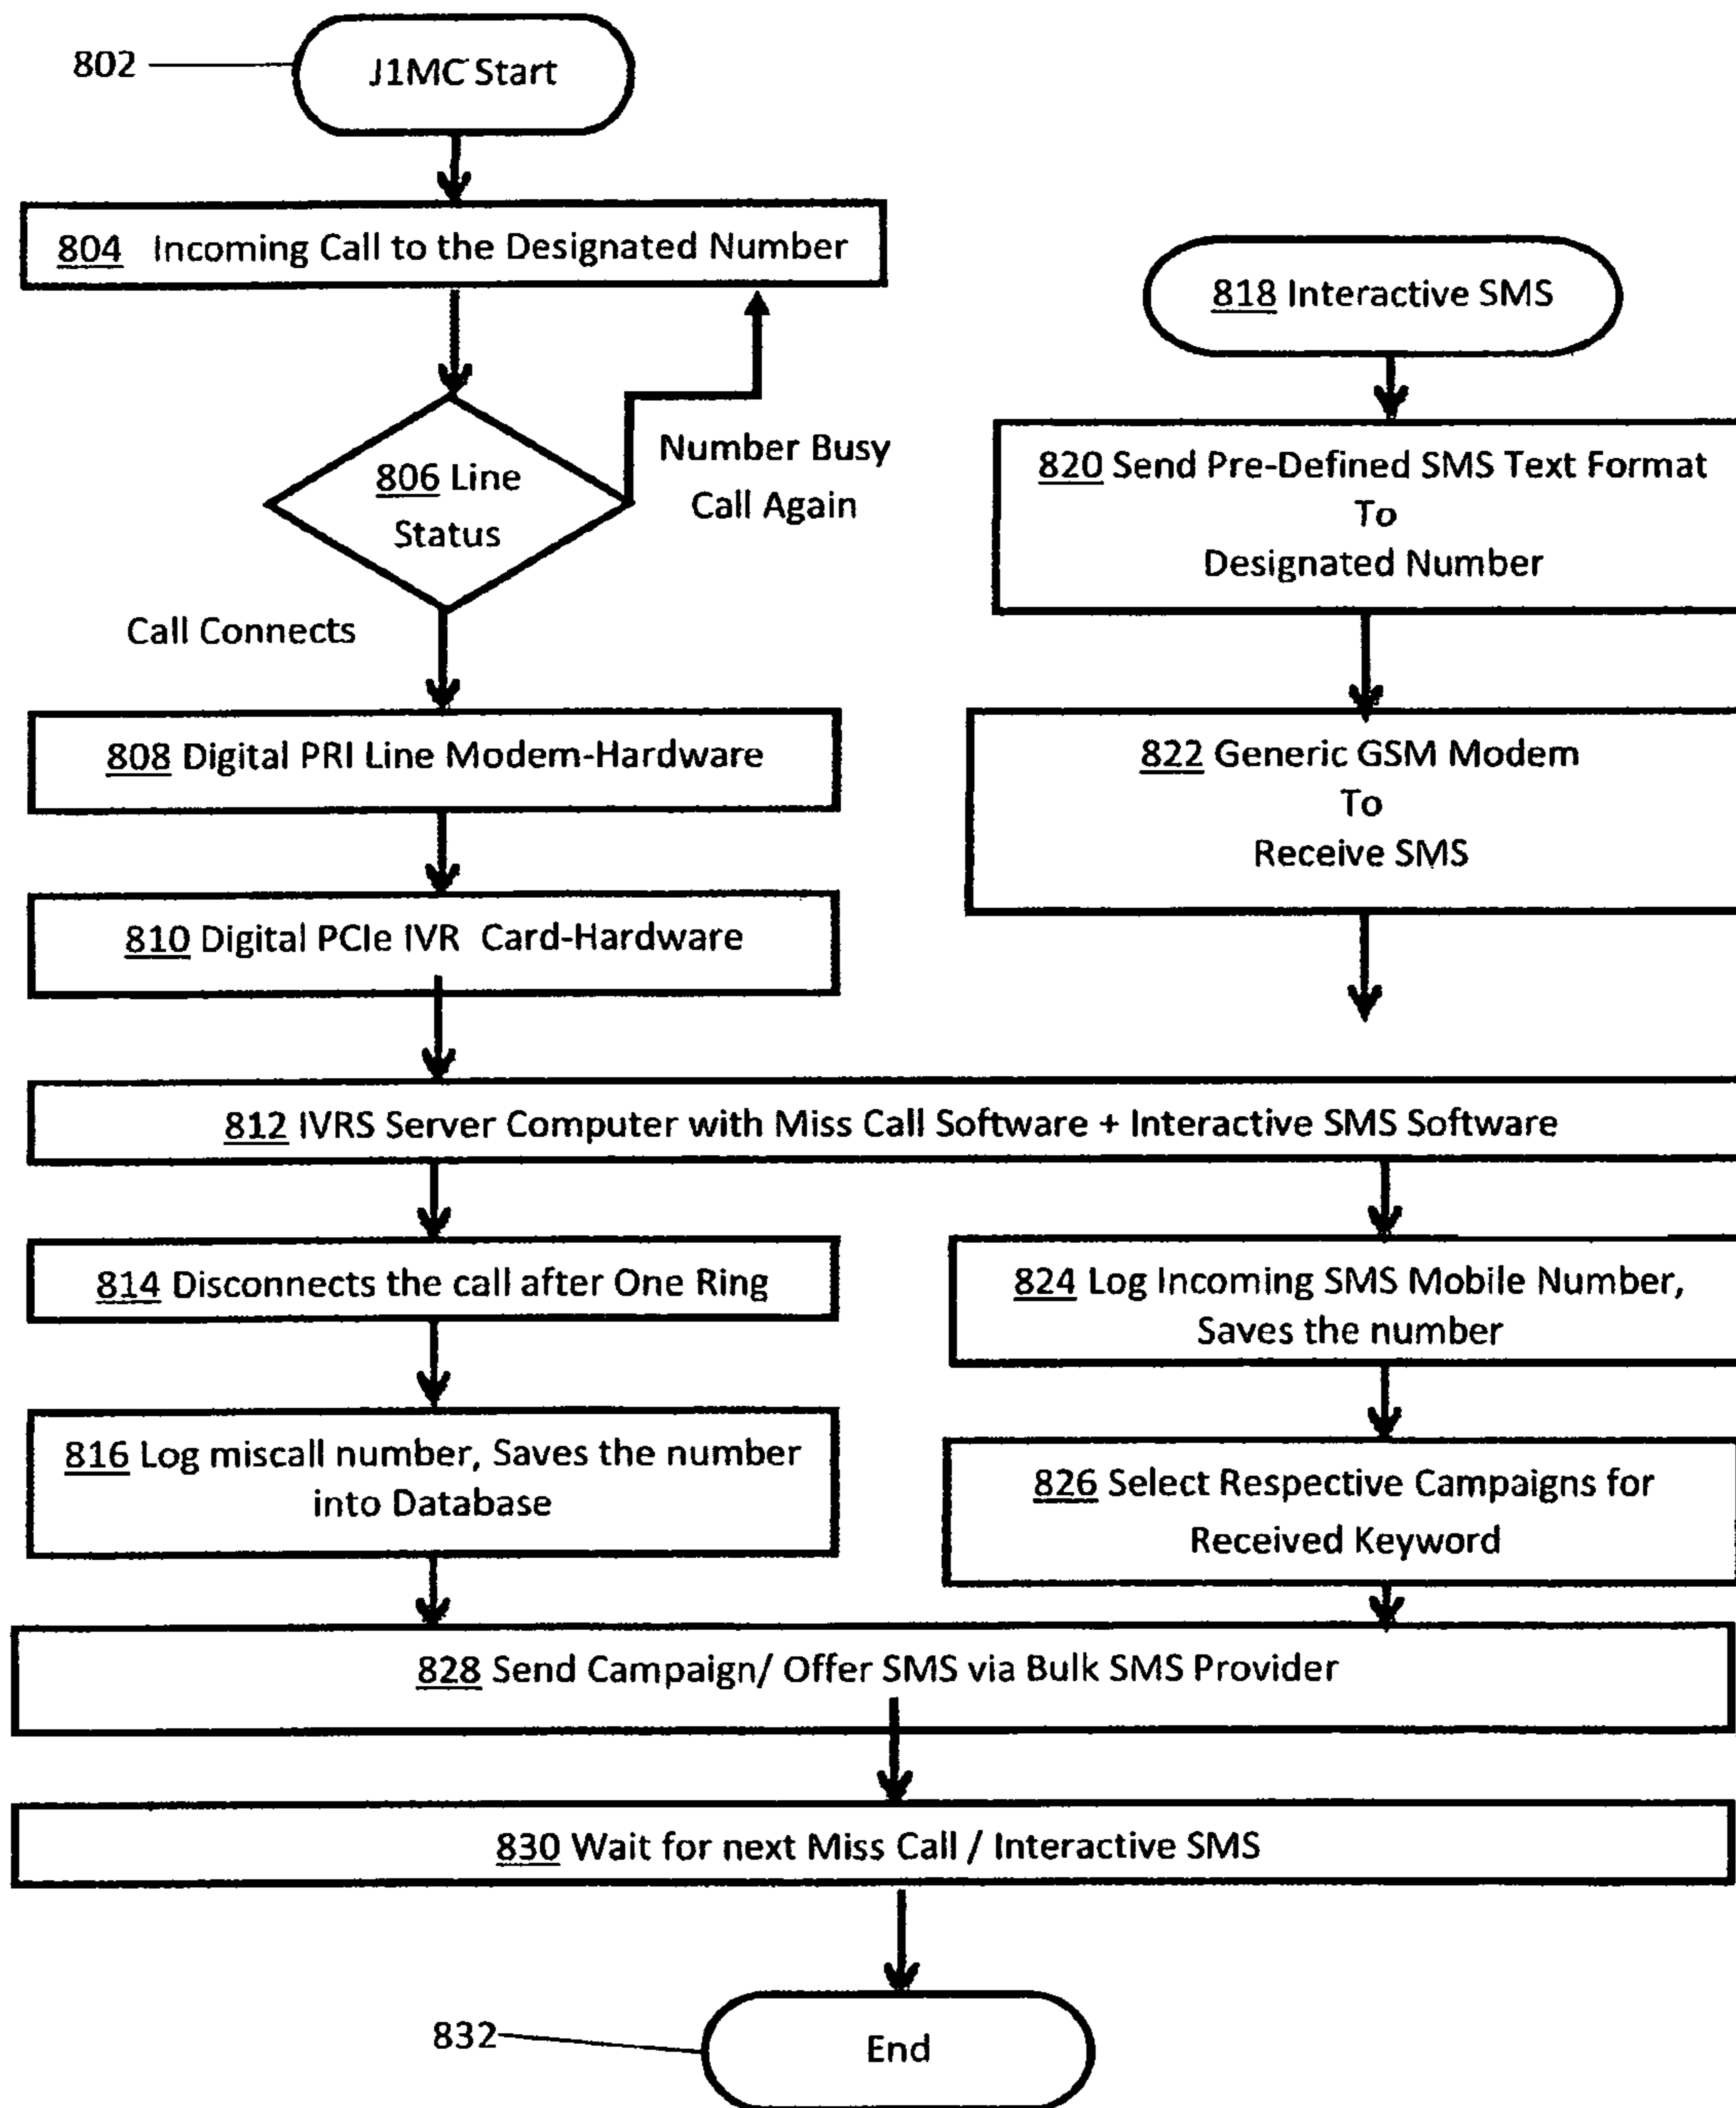 802
J1MC Start
804 Incoming Call to the Designated Number
806 Line
Status
Number Busy
Call Again
Call Connects
808 Digital PRI Line Modem-Hardware
810 Digital PCIe IVR Card-Hardware
818 Interactive SMS
820 Send Pre-Defined SMS Text Format
To
Designated Number
822 Generic GSM Modem
To
Receive SMS
812 IVRS Server Computer with Miss Call Software + Interactive SMS Software
814 Disconnects the call after One Ring
816 Log miscall number, Saves the number
into Database
824 Log Incoming SMS Mobile Number,
Saves the number
826 Select Respective Campaigns for
Received Keyword
828 Send Campaign/ Offer SMS via Bulk SMS Provider
830 Wait for next Miss Call / Interactive SMS
832
End